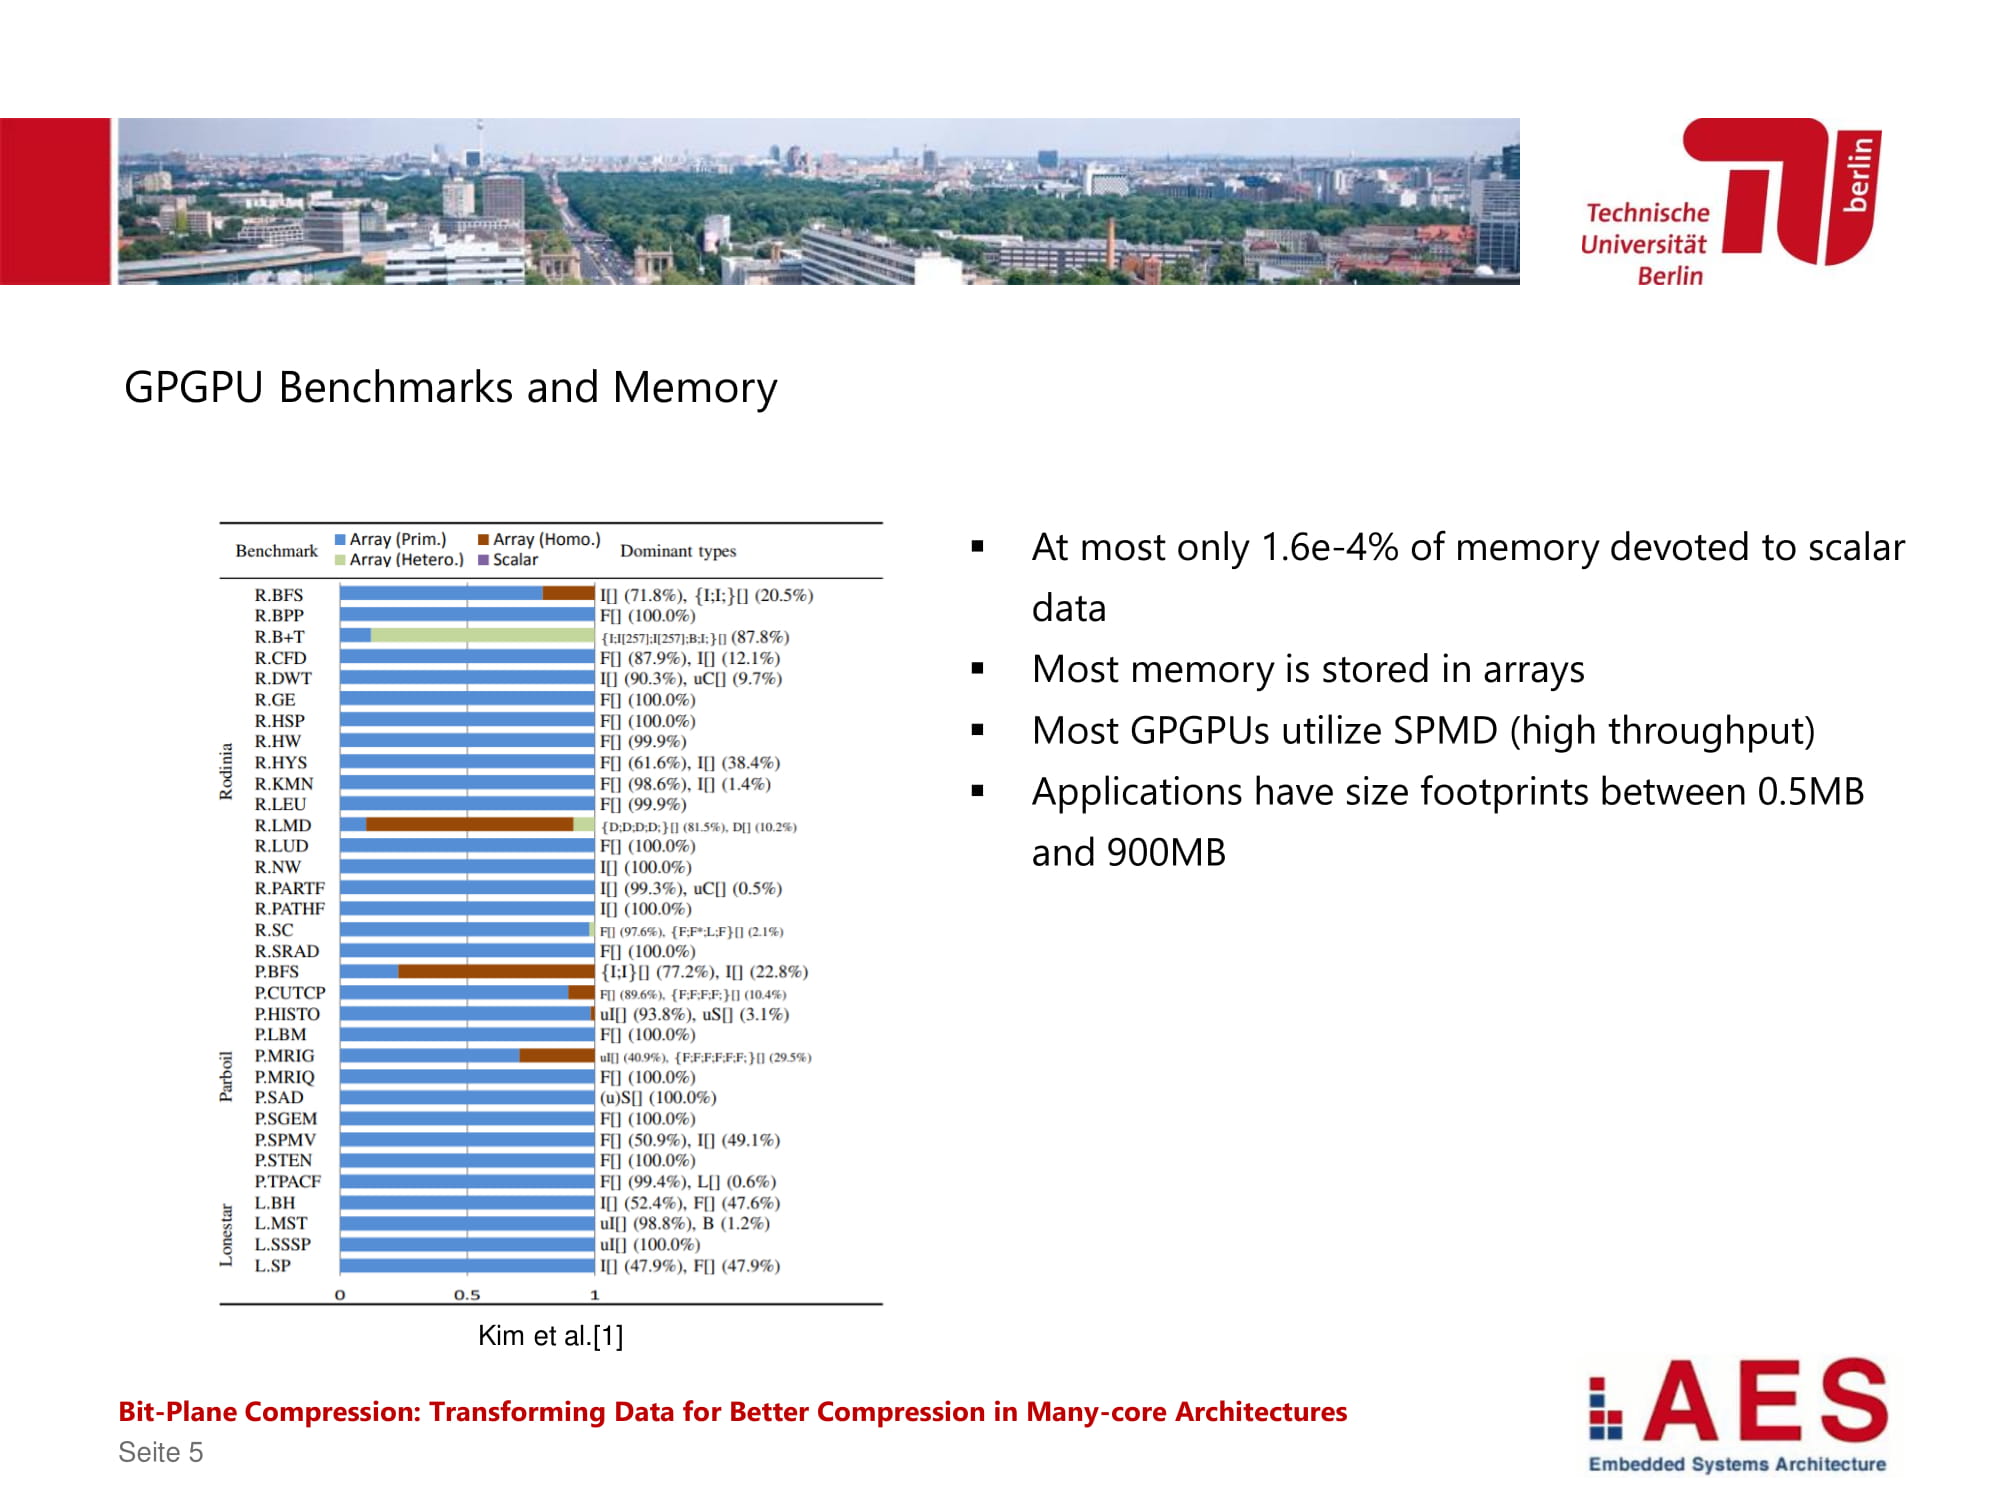 Technische
Universität
Berlin
berlin
GPGPU Benchmarks and Memory
Benchmark
Array (Prim.)
Array (Homo.)
Array (Hetero.)
Scalar
Dominant types
Rodinia
R.BFS I[] (71.8%), {I;I;}[] (20.5%)
R.BPP F[] (100.0%)
R.B+T {I;I[257];I[257];B;I;}[] (87.8%)
R.CFD F[] (87.9%), I[] (12.1%)
R.DWT I[] (90.3%), uC[] (9.7%)
R.GE F[] (100.0%)
R.HSP F[] (100.0%)
R.HW F[] (99.9%)
R.HYS F[] (61.6%), I[] (38.4%)
R.KMN F[] (98.6%), I[] (1.4%)
R.LEU F[] (99.9%)
R.LMD {D;D;D;D;}[] (81.5%), D[] (10.2%)
R.LUD F[] (100.0%)
R.NW I[] (100.0%)
R.PARTF I[] (99.3%), uC[] (0.5%)
R.PATHF I[] (100.0%)
R.SC F[] (97.6%), {F;F*;L;F}[] (2.1%)
R.SRAD F[] (100.0%)
Parboil
P.BFS {I;I}[] (77.2%), I[] (22.8%)
P.CUTCP F[] (89.6%), {F;F;F;F;}[] (10.4%)
P.HISTO uI[] (93.8%), uS[] (3.1%)
P.LBM F[] (100.0%)
P.MRIG uI[] (40.9%), {F;F;F;F;F;F;}[] (29.5%)
P.MRIQ F[] (100.0%)
P.SAD (u)S[] (100.0%)
P.SGEM F[] (100.0%)
P.SPMV F[] (50.9%), I[] (49.1%)
P.STEN F[] (100.0%)
P.TPACF F[] (99.4%), L[] (0.6%)
Lonestar
L.BH I[] (52.4%), F[] (47.6%)
L.MST uI[] (98.8%), B (1.2%)
L.SSSP uI[] (100.0%)
L.SP I[] (47.9%), F[] (47.9%)
0 0.5 1
Kim et al.[1]
▪ At most only 1.6e-4% of memory devoted to scalar
data
▪ Most memory is stored in arrays
▪ Most GPGPUs utilize SPMD (high throughput)
▪ Applications have size footprints between 0.5MB
and 900MB
Bit-Plane Compression: Transforming Data for Better Compression in Many-core Architectures
Seite 5
AES
Embedded Systems Architecture